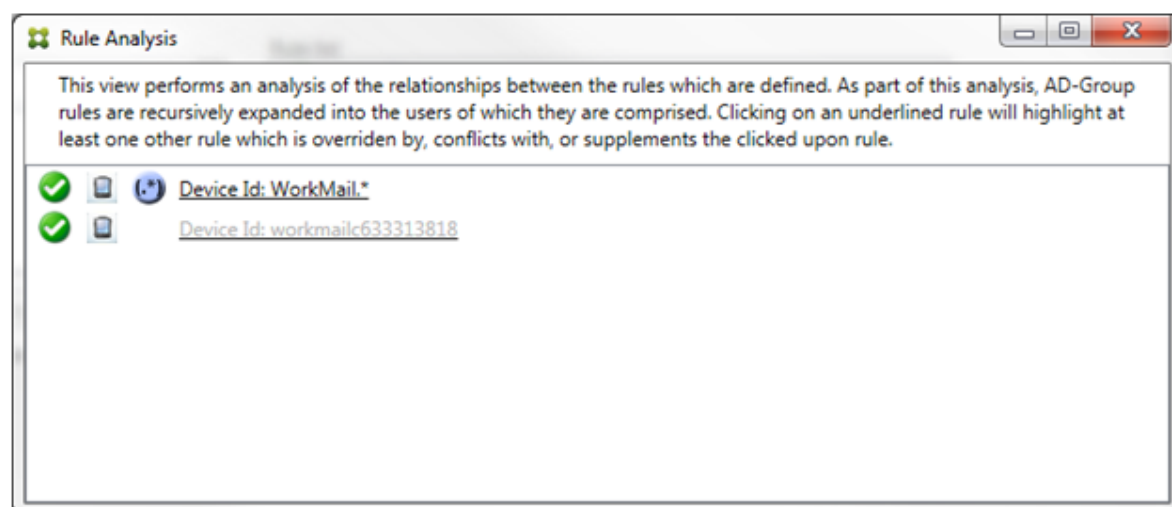 Rule Analysis
This view performs an analysis of the relationships between the rules which are defined. As part of this analysis, AD-Group
rules are recursively expanded into the users of which they are comprised. Clicking on an underlined rule will highlight at
least one other rule which is overriden by, conflicts with, or supplements the clicked upon rule.
(.*) Device Id: WorkMail.*
Device Id: workmailc633313818